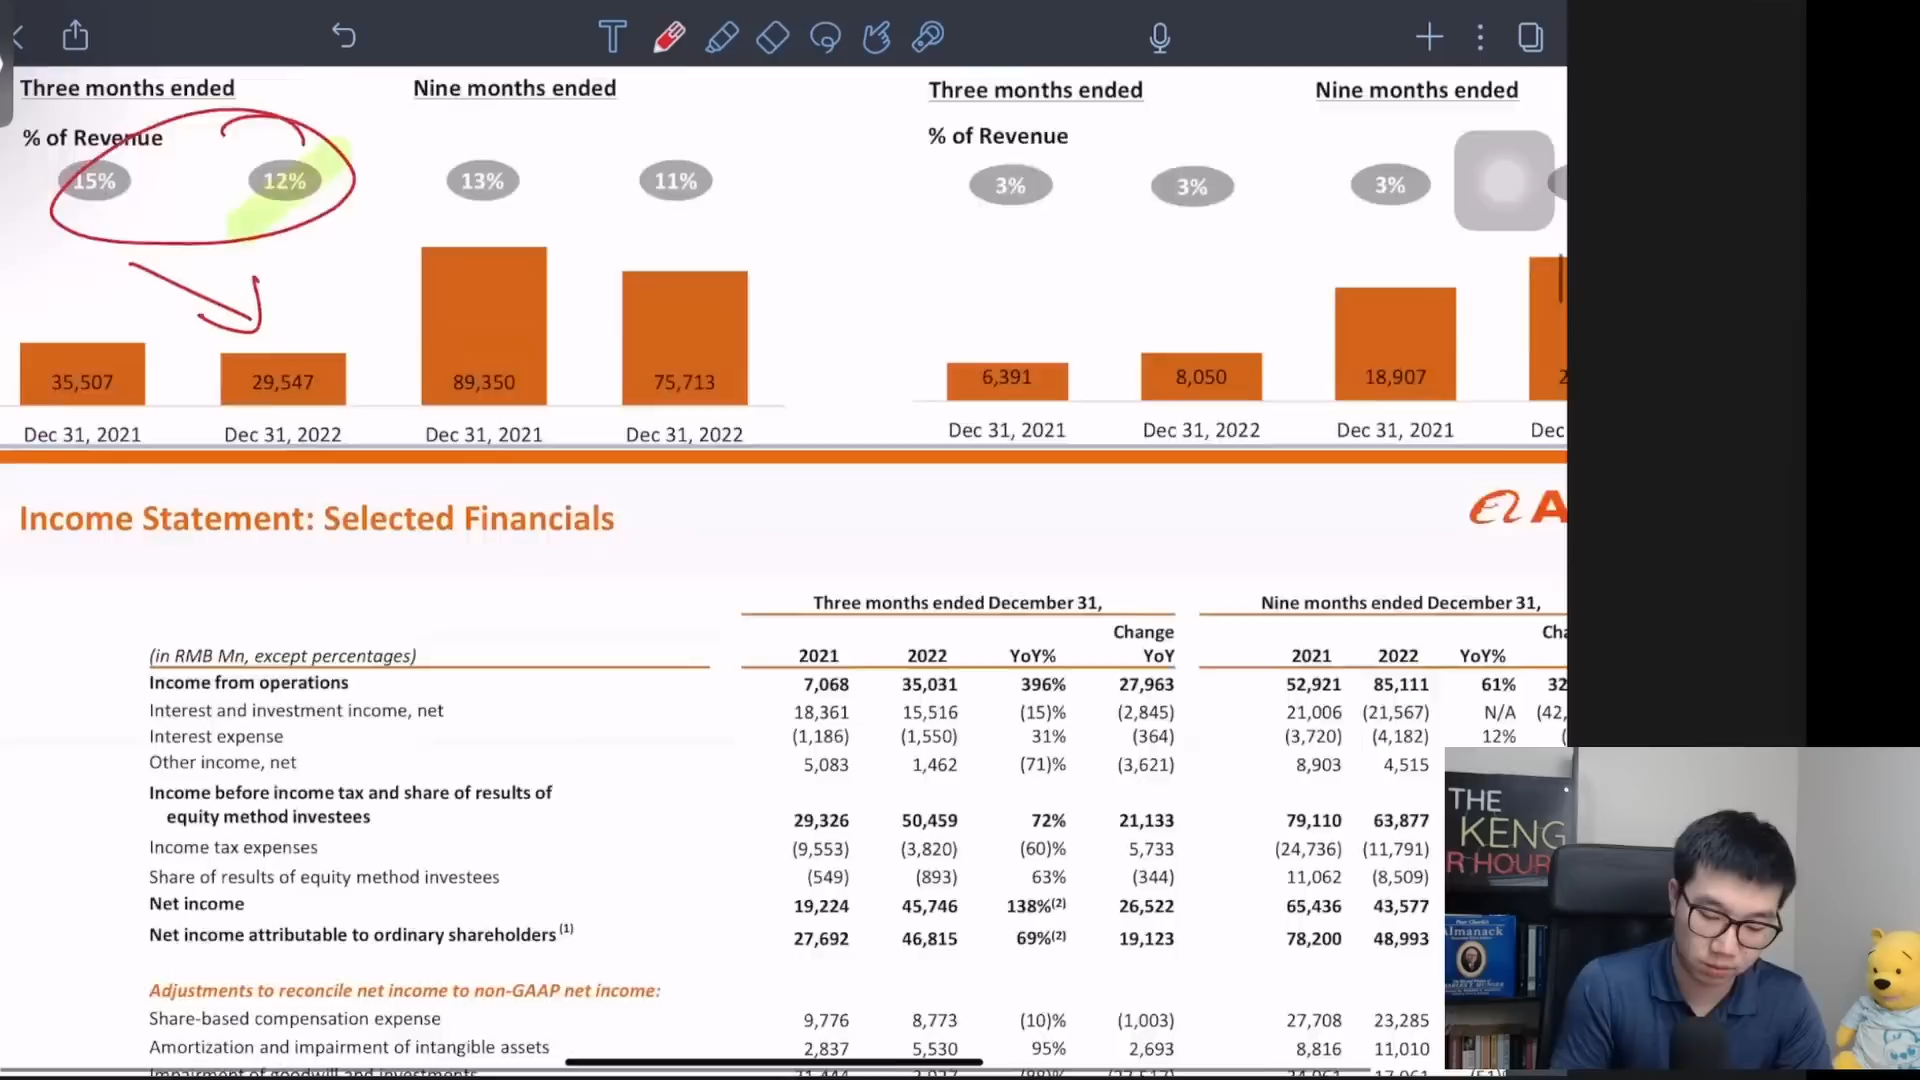 Three months ended
Nine months ended
Three months ended
Nine months ended
% of Revenue
% of Revenue
15%
12%
13%
11%
3%
3%
3%
35,507
29,547
89,350
75,713
6,391
8,050
18,907
2
Dec 31, 2021
Dec 31, 2022
Dec 31, 2021
Dec 31, 2022
Dec 31, 2021
Dec 31, 2022
Dec 31, 2021
Dec
Income Statement: Selected Financials
A
Three months ended December 31,
Nine months ended December 31,
Change
Cha
(in RMB Mn, except percentages) 2021 2022 YoY% YoY 2021 2022 YoY%
Income from operations 7,068 35,031 396% 27,963 52,921 85,111 61% 32
Interest and investment income, net 18,361 15,516 (15)% (2,845) 21,006 (21,567) N/A (42,
Interest expense (1,186) (1,550) 31% (364) (3,720) (4,182) 12% (
Other income, net 5,083 1,462 (71)% (3,621) 8,903 4,515
Income before income tax and share of results of
equity method investees 29,326 50,459 72% 21,133 79,110 63,877
Income tax expenses (9,553) (3,820) (60)% 5,733 (24,736) (11,791)
Share of results of equity method investees (549) (893) 63% (344) 11,062 (8,509)
Net income 19,224 45,746 138%(2) 26,522 65,436 43,577
Net income attributable to ordinary shareholders (1) 27,692 46,815 69%(2) 19,123 78,200 48,993
Adjustments to reconcile net income to non-GAAP net income:
Share-based compensation expense 9,776 8,773 (10)% (1,003) 27,708 23,285
Amortization and impairment of intangible assets 2,837 5,530 95% 2,693 8,816 11,010
Impairment of goodwill and investments
THE
KENG
R HOUR
Almanack